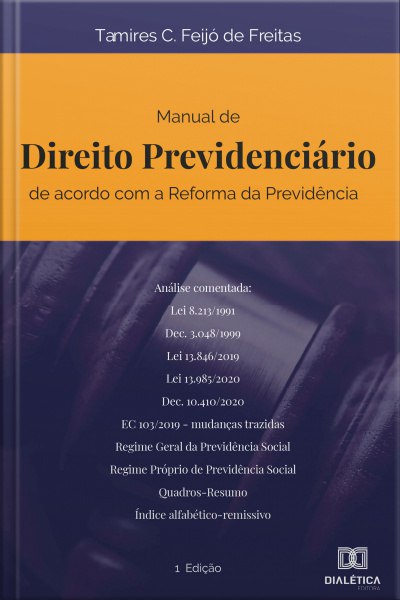 Tamires C. Feijó de Freitas
Manual de
Direito Previdenciário
de acordo com a Reforma da Previdência
Análise comentada:
Lei 8.213/1991
Dec. 3.048/1999
Lei 13.846/2019
Lei 13.985/2020
Dec. 10.410/2020
EC 103/2019 - mudanças trazidas
Regime Geral da Previdência Social
Regime Próprio de Previdência Social
Quadros-Resumo
Índice alfabético-remissivo
1 Edição
DIALÉTICA
EDITORA